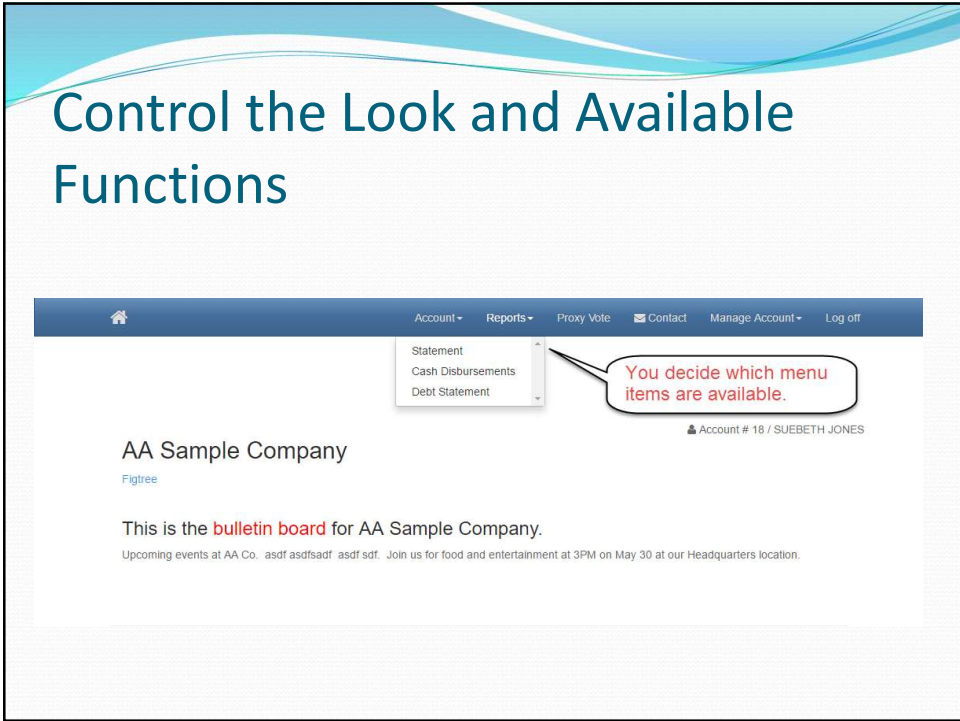 Control the Look and Available
Functions
Account Reports Proxy Vote Contact Manage Account Log off
Statement
Cash Disbursements
Debt Statement
You decide which menu
items are available.
Account # 18 / SUEBETH JONES
AA Sample Company
Figtree
This is the bulletin board for AA Sample Company.
Upcoming events at AA Co. asdf asdfsadf asdf sdf. Join us for food and entertainment at 3PM on May 30 at our Headquarters location.